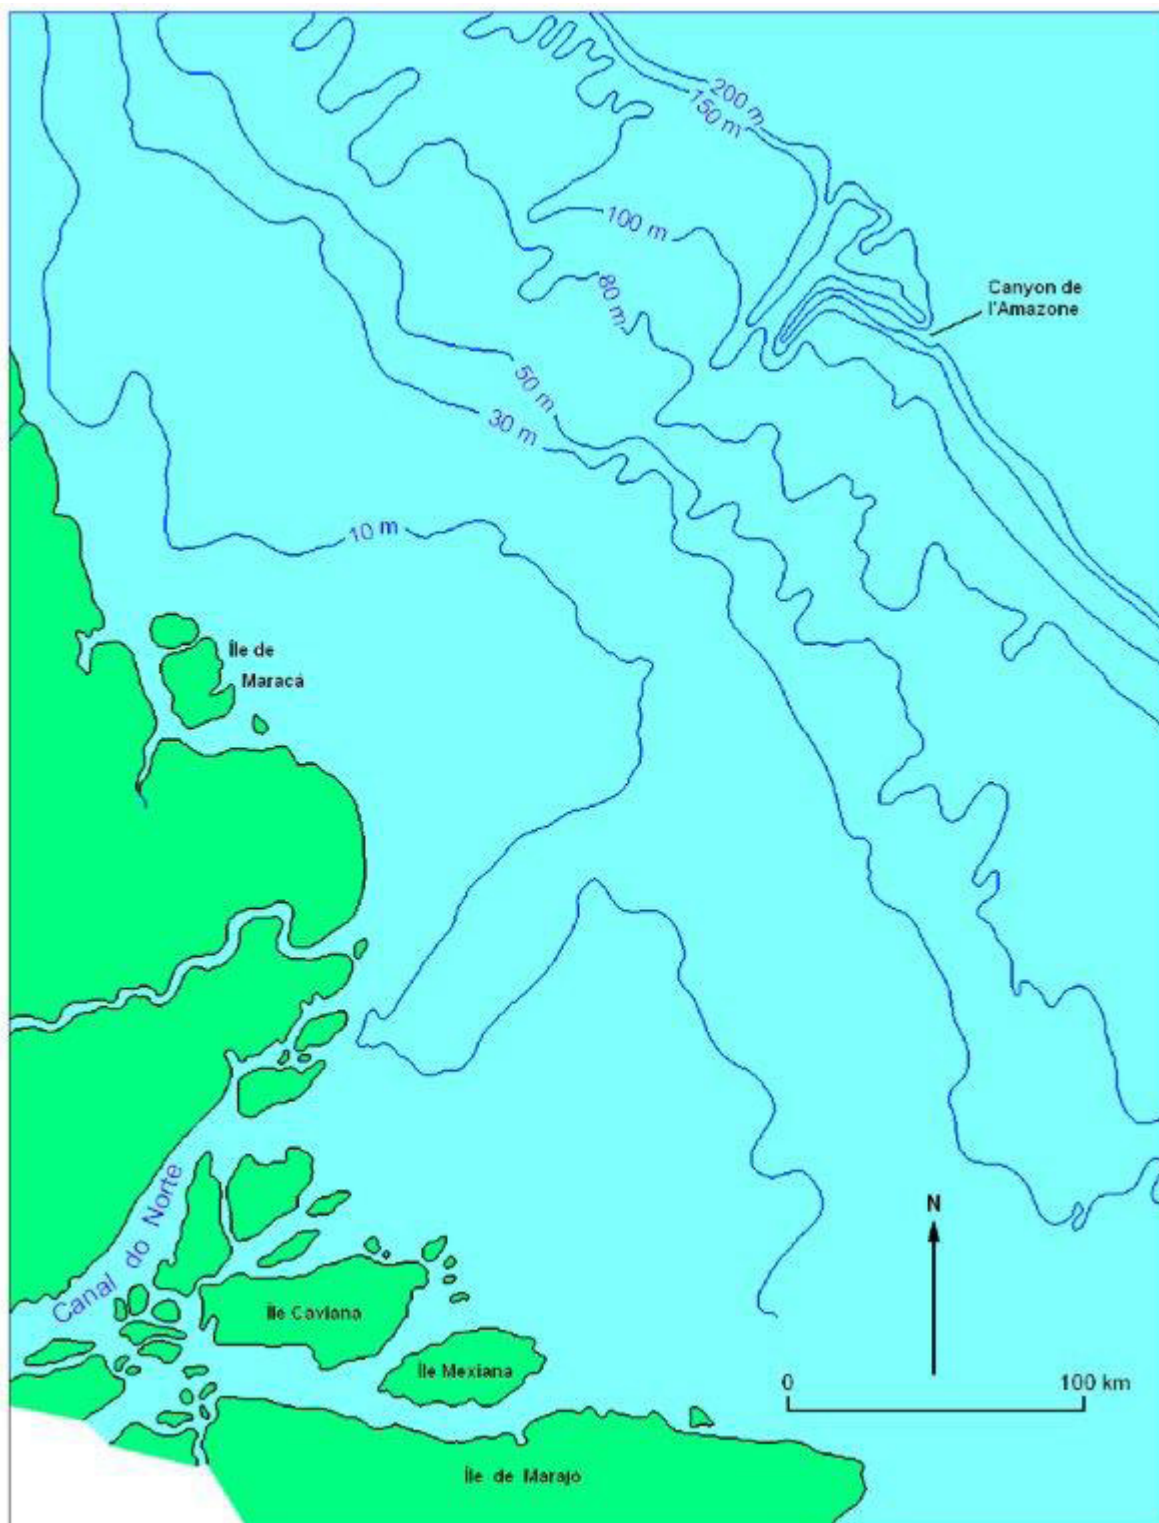 200 m
150 m
100 m
80 m
Canyon de
l'Amazone
50 m
30 m
10 m
Île de
Maracá
N
Canal do Norte
Île Caviana
Île Mexiana
0 100 km
Île de Marajó